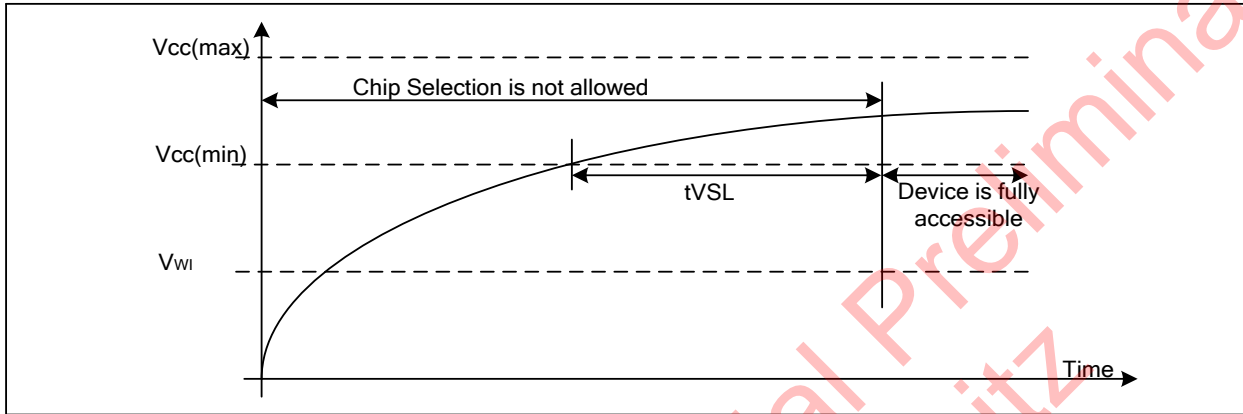 Vcc(max)
Chip Selection is not allowed
Vcc(min)
tVSL
Device is fully
accessible
VWI
Time